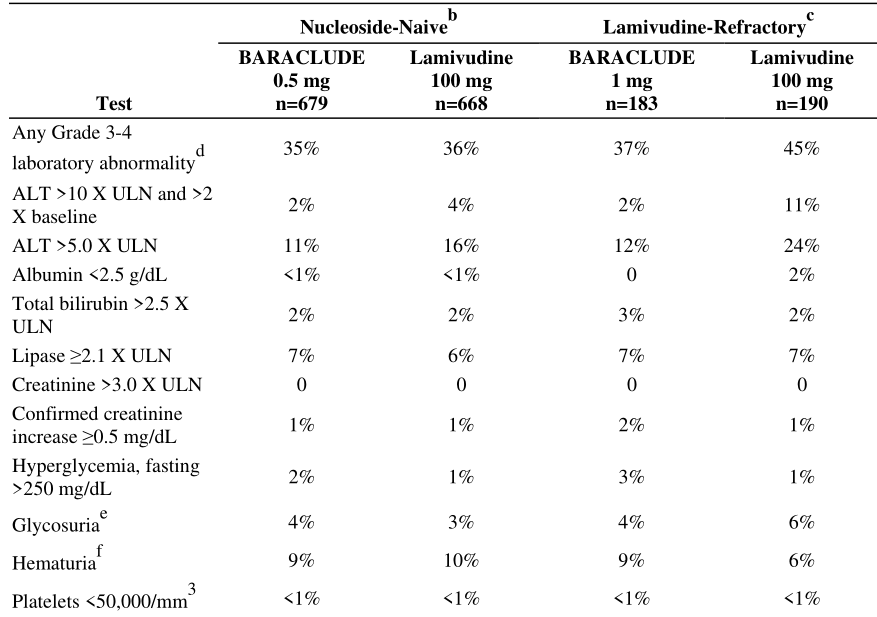 Nucleoside-Naive^b Lamivudine-Refractory^c
BARACLUDE Lamivudine BARACLUDE Lamivudine
0.5 mg 100 mg 1 mg 100 mg
Test n=679 n=668 n=183 n=190
Any Grade 3-4
laboratory abnormality^d 35% 36% 37% 45%
ALT >10 X ULN and >2
X baseline 2% 4% 2% 11%
ALT >5.0 X ULN 11% 16% 12% 24%
Albumin <2.5 g/dL <1% <1% 0 2%
Total bilirubin >2.5 X
ULN 2% 2% 3% 2%
Lipase ≥2.1 X ULN 7% 6% 7% 7%
Creatinine >3.0 X ULN 0 0 0 0
Confirmed creatinine
increase ≥0.5 mg/dL 1% 1% 2% 1%
Hyperglycemia, fasting
>250 mg/dL 2% 1% 3% 1%
Glycosuria^e 4% 3% 4% 6%
Hematuria^f 9% 10% 9% 6%
Platelets <50,000/mm^3 <1% <1% <1% <1%